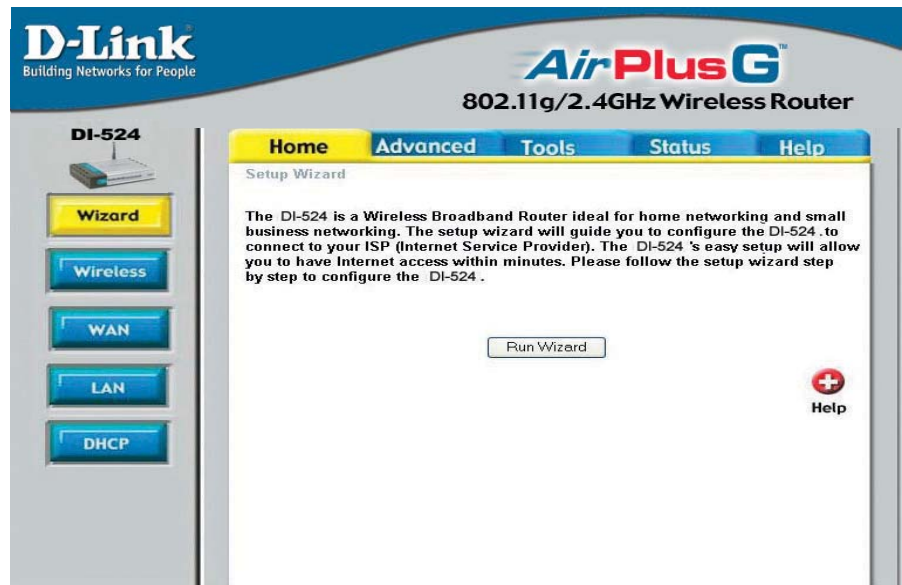 D-Link
Building Networks for People
AirPlusG™
802.11g/2.4GHz Wireless Router
DI-524
Home Advanced Tools Status Help
Wizard
Wireless
WAN
LAN
DHCP
Setup Wizard
The DI-524 is a Wireless Broadband Router ideal for home networking and small
business networking. The setup wizard will guide you to configure the DI-524 .to
connect to your ISP (Internet Service Provider). The DI-524 's easy setup will allow
you to have Internet access within minutes. Please follow the setup wizard step
by step to configure the DI-524 .
Run Wizard
Help